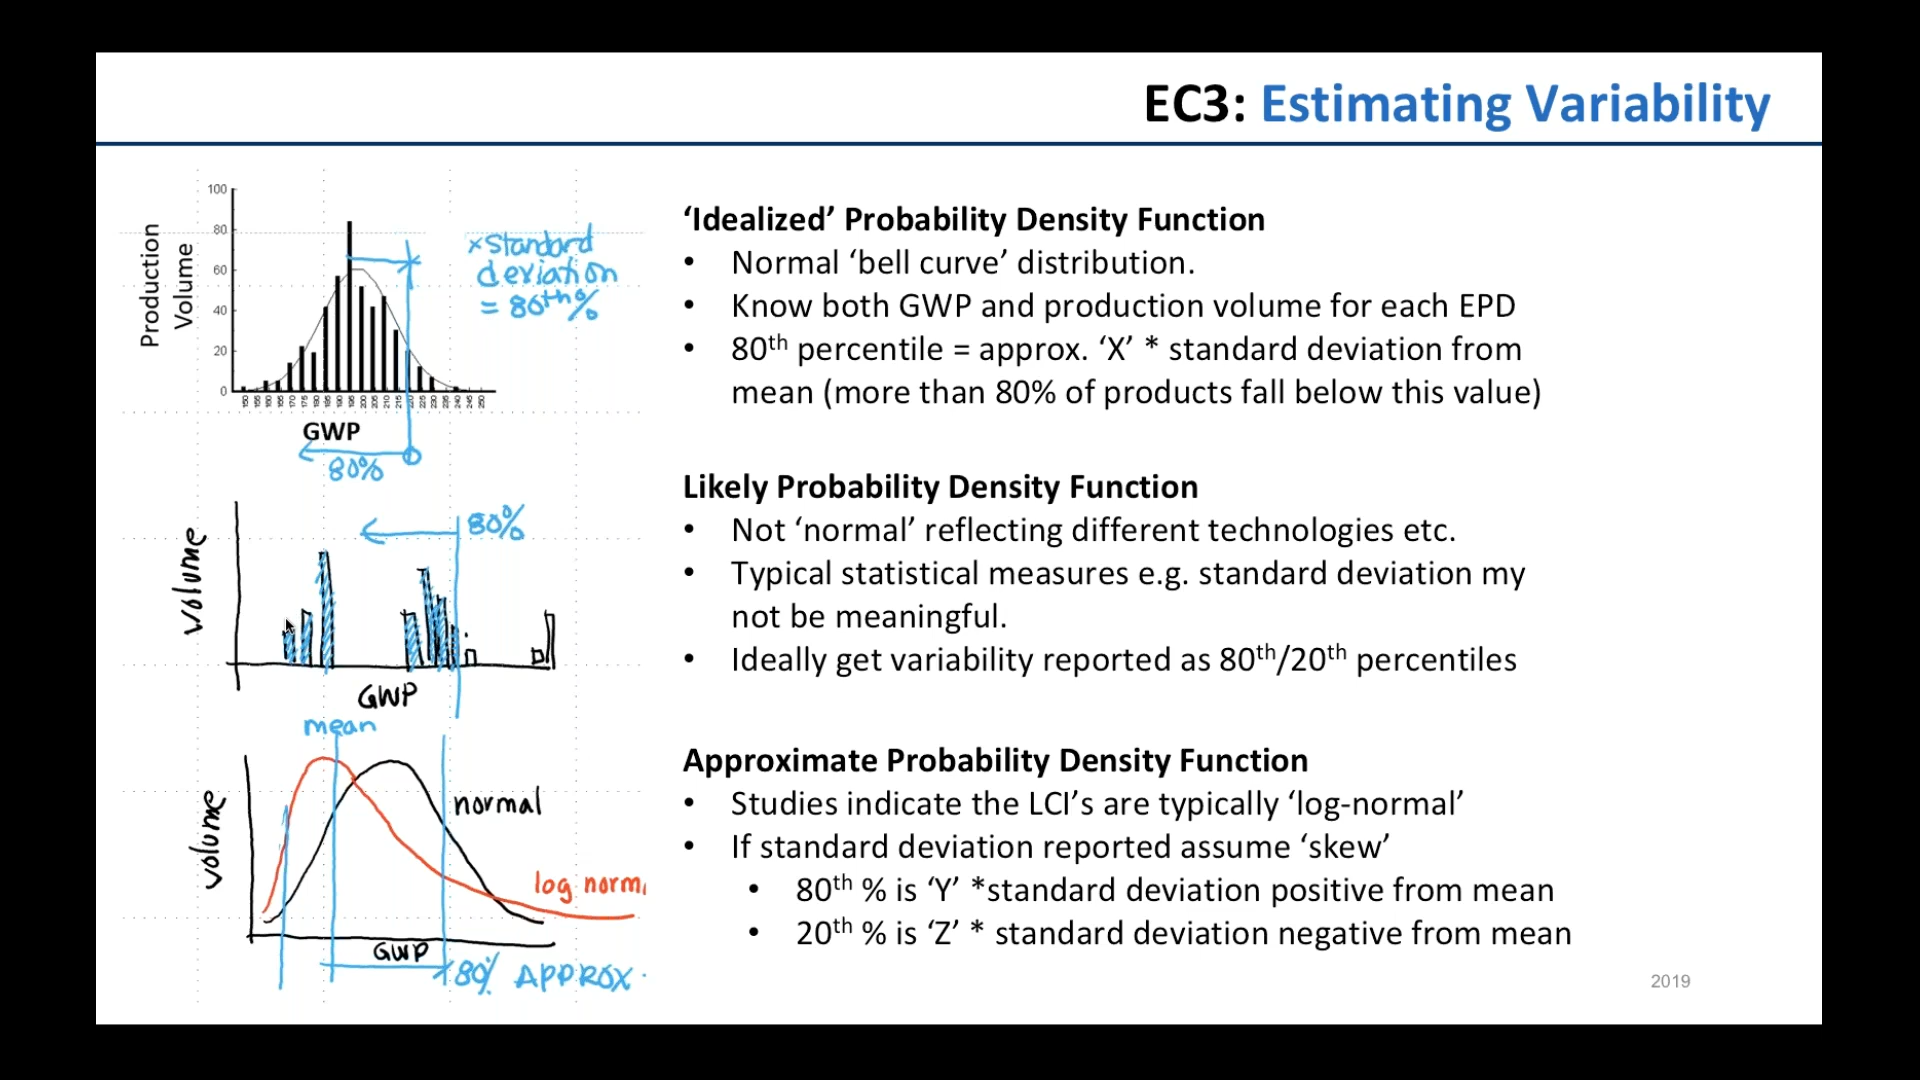 EC3: Estimating Variability
Production
Volume
100
80
60
40
20
0
GWP
80%
x Standard
deviation
= 80th%
'Idealized' Probability Density Function
• Normal 'bell curve' distribution.
• Know both GWP and production volume for each EPD
• 80th percentile = approx. 'X' * standard deviation from
mean (more than 80% of products fall below this value)
volume
80%
GWP
Likely Probability Density Function
• Not 'normal' reflecting different technologies etc.
• Typical statistical measures e.g. standard deviation my
not be meaningful.
• Ideally get variability reported as 80th/20th percentiles
mean
volume
normal
log norm
GWP
80% APPROX
Approximate Probability Density Function
• Studies indicate the LCI's are typically 'log-normal'
• If standard deviation reported assume 'skew'
• 80th % is 'Y' *standard deviation positive from mean
• 20th % is 'Z' * standard deviation negative from mean
2019